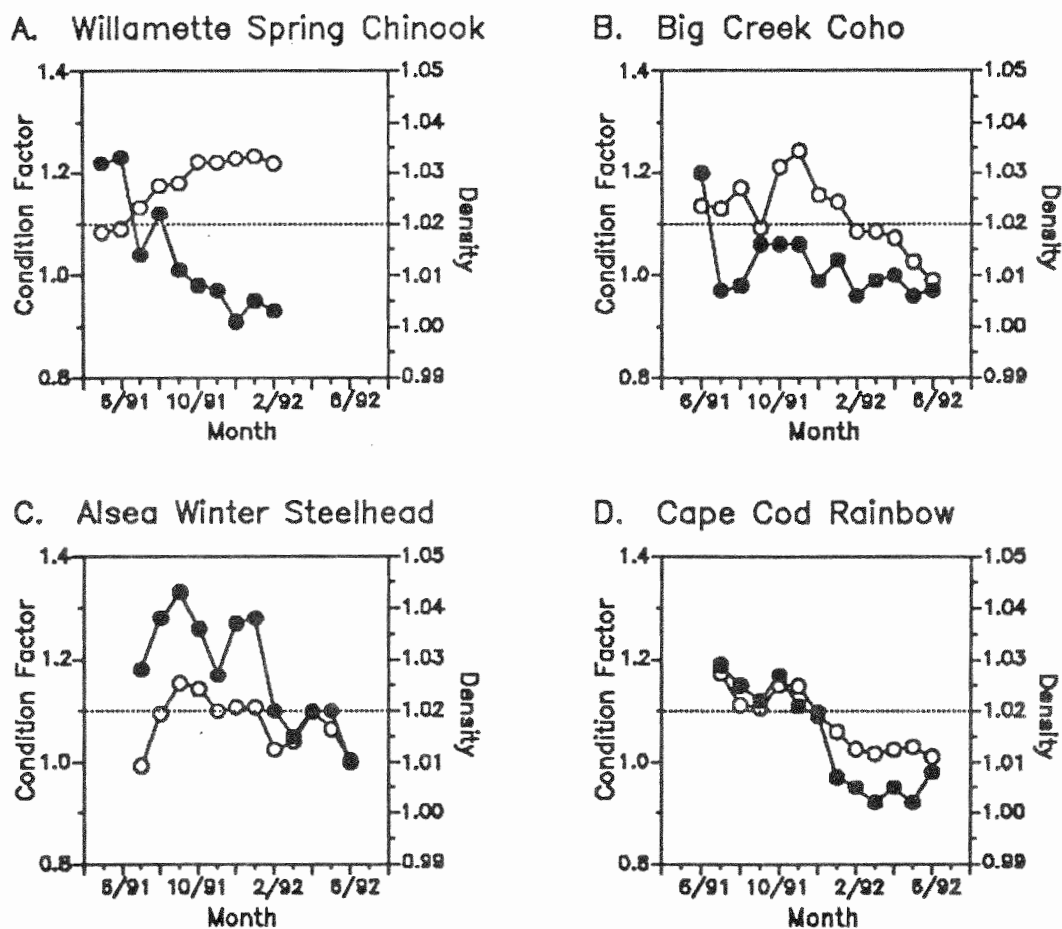 A. Willamette Spring Chinook
1.4
1.2
1.0
0.8
Condition Factor
1.05
1.04
1.03
1.02
1.01
1.00
0.99
Density
6/91 10/91 2/92 6/92
Month
B. Big Creek Coho
1.4
1.2
1.0
0.8
Condition Factor
1.05
1.04
1.03
1.02
1.01
1.00
0.99
Density
6/91 10/91 2/92 6/92
Month
C. Alsea Winter Steelhead
1.4
1.2
1.0
0.8
Condition Factor
1.05
1.04
1.03
1.02
1.01
1.00
0.99
Density
6/91 10/91 2/92 6/92
Month
D. Cape Cod Rainbow
1.4
1.2
1.0
0.8
Condition Factor
1.05
1.04
1.03
1.02
1.01
1.00
0.99
Density
6/91 10/91 2/92 6/92
Month